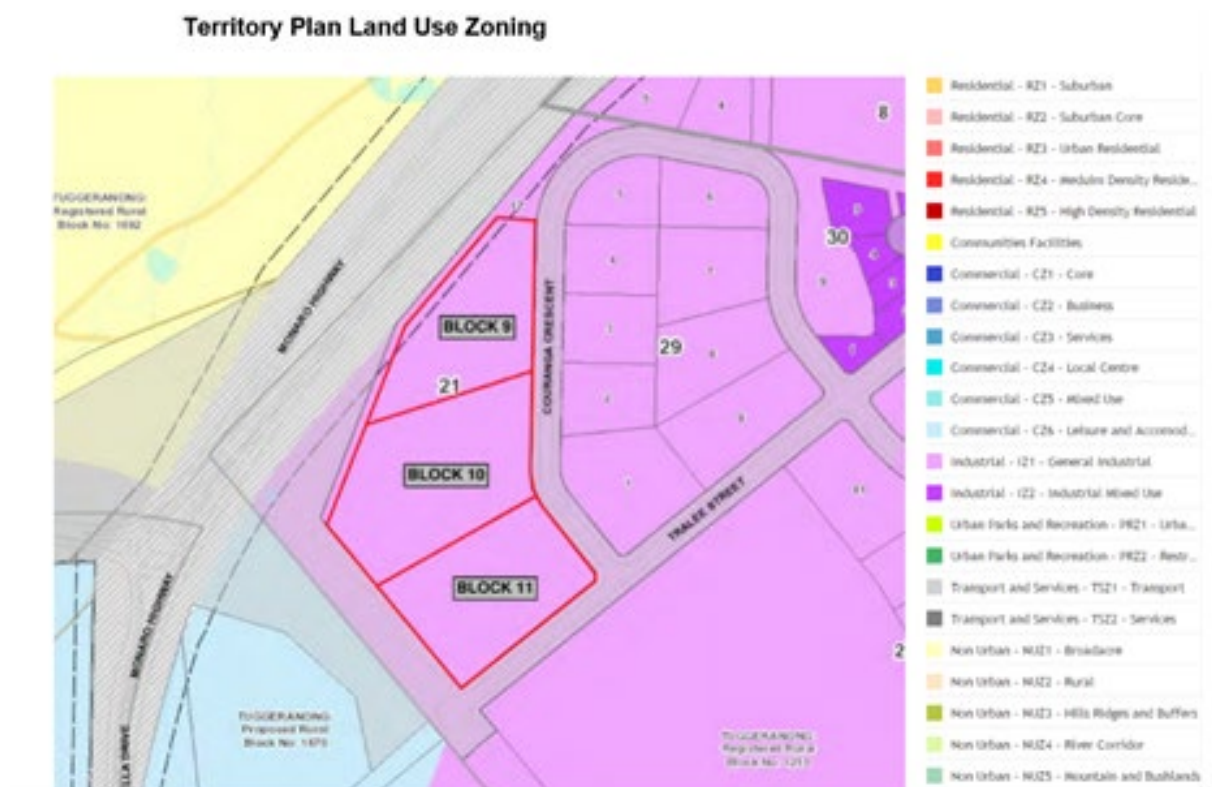 Territory Plan Land Use Zoning
TUGGERANONG
Registered Rural
MONARO HIGHWAY
BLOCK 9
21
BLOCK 10
BLOCK 11
COURANGA CRESCENT
29
30
8
TRALEE STREET
MONARO HIGHWAY
TUGGERANONG
Proposed Rural
TUGGERANONG
Registered Rural
Residential - RZ1 - Suburban
Residential - RZ2 - Suburban Core
Residential - RZ3 - Urban Residential
Residential - RZ4 - Meduim Density Reside...
Residential - RZ5 - High Density Residential
Communities Facilities
Commercial - CZ1 - Core
Commercial - CZ2 - Business
Commercial - CZ3 - Services
Commercial - CZ4 - Local Centre
Commercial - CZ5 - Mixed Use
Commercial - CZ6 - Leisure and Accomod...
Industrial - IZ1 - General Industrial
Industrial - IZ2 - Industrial Mixed Use
Urban Parks and Recreation - PRZ1 - Urba...
Urban Parks and Recreation - PRZ2 - Restr...
Transport and Services - TSZ1 - Transport
Transport and Services - TSZ2 - Services
Non Urban - NUZ1 - Broadacre
Non Urban - NUZ2 - Rural
Non Urban - NUZ3 - Hills Ridges and Buffers
Non Urban - NUZ4 - River Corridor
Non Urban - NUZ5 - Mountain and Bushlands